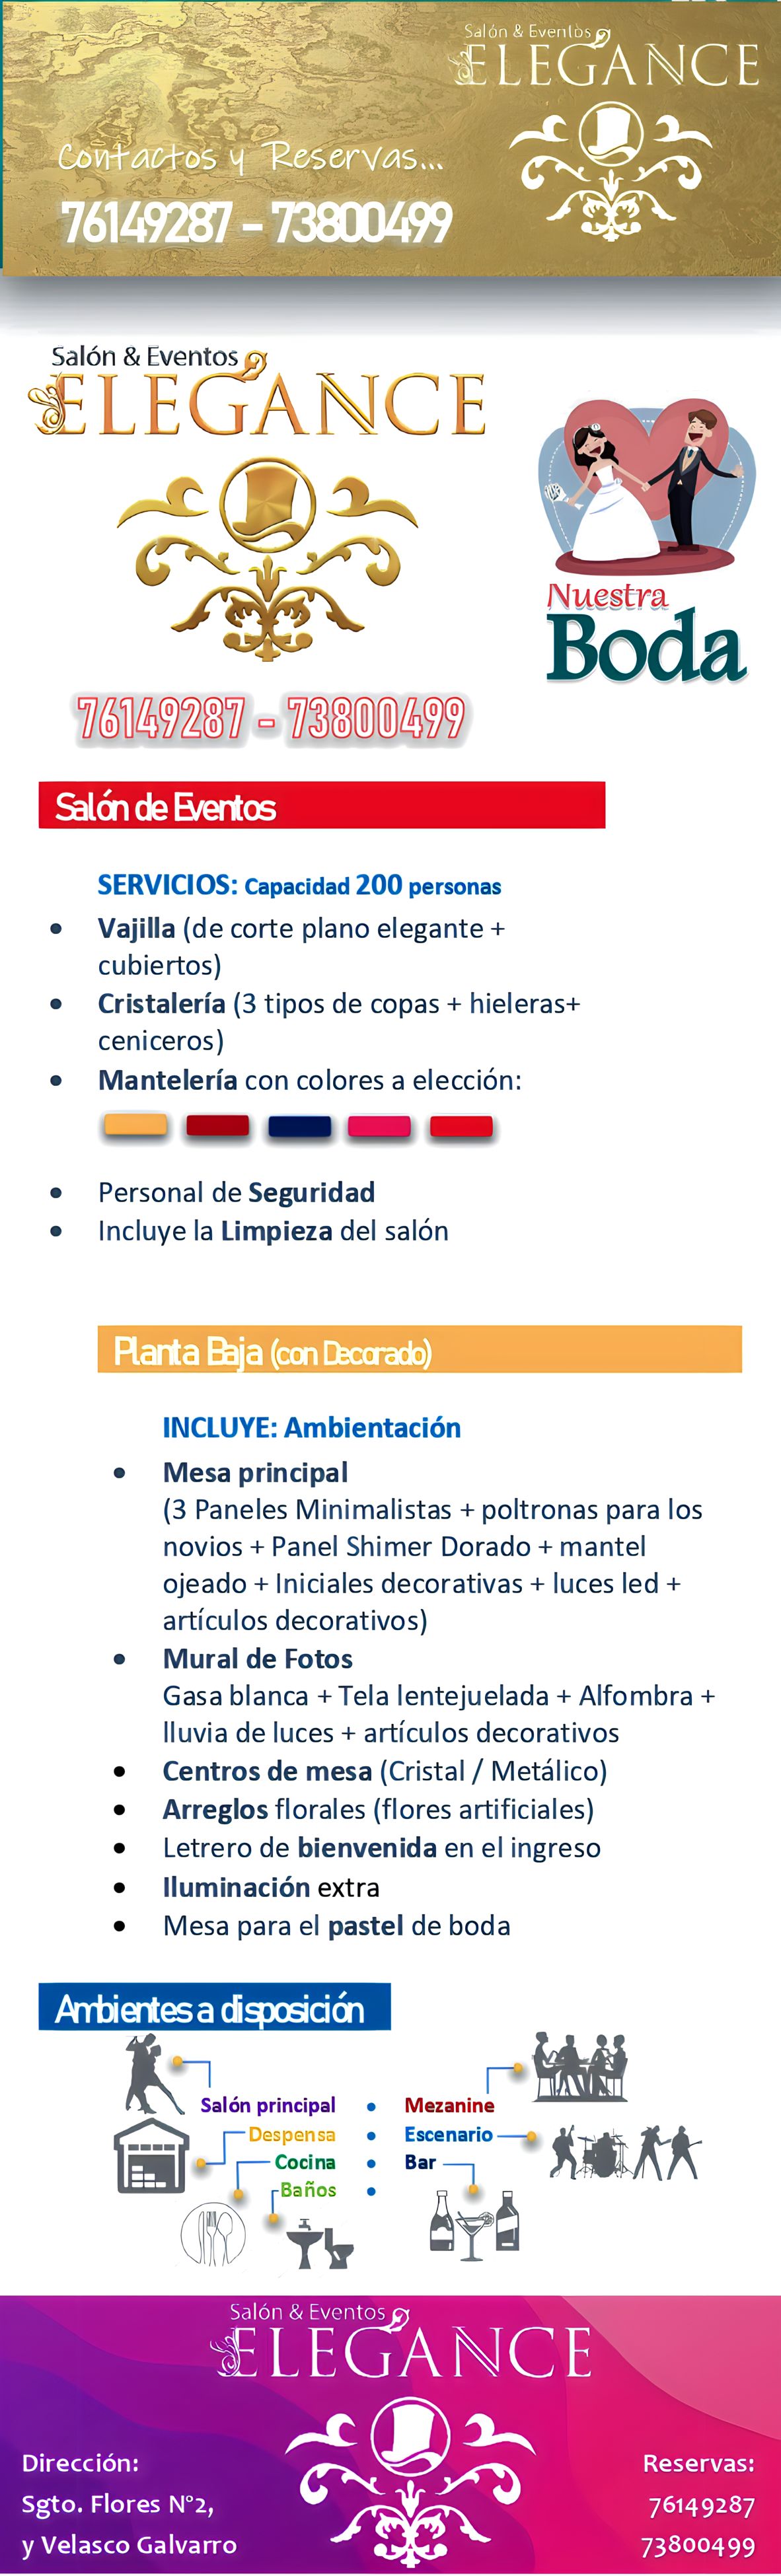 Salón & Eventos
ELEGANCE
Contactos y Reservas...
76149287 - 73800499
Salón & Eventos
ELEGANCE
Nuestra
Boda
76149287 - 73800499
Salón de Eventos
SERVICIOS: Capacidad 200 personas
• Vajilla (de corte plano elegante +
cubiertos)
• Cristalería (3 tipos de copas + hieleras+
ceniceros)
• Mantelería con colores a elección:
• Personal de Seguridad
• Incluye la Limpieza del salón
Planta Baja (con Decorado)
INCLUYE: Ambientación
• Mesa principal
(3 Paneles Minimalistas + poltronas para los
novios + Panel Shimer Dorado + mantel
ojeado + Iniciales decorativas + luces led +
artículos decorativos)
• Mural de Fotos
Gasa blanca + Tela lentejuelada + Alfombra +
lluvia de luces + artículos decorativos
• Centros de mesa (Cristal / Metálico)
• Arreglos florales (flores artificiales)
• Letrero de bienvenida en el ingreso
• Iluminación extra
• Mesa para el pastel de boda
Ambientes a disposición
Salón principal • Mezanine
Despensa • Escenario
Cocina • Bar
Baños •
Salón & Eventos
ELEGANCE
Dirección:
Sgto. Flores N°2,
y Velasco Galvarro
Reservas:
76149287
73800499